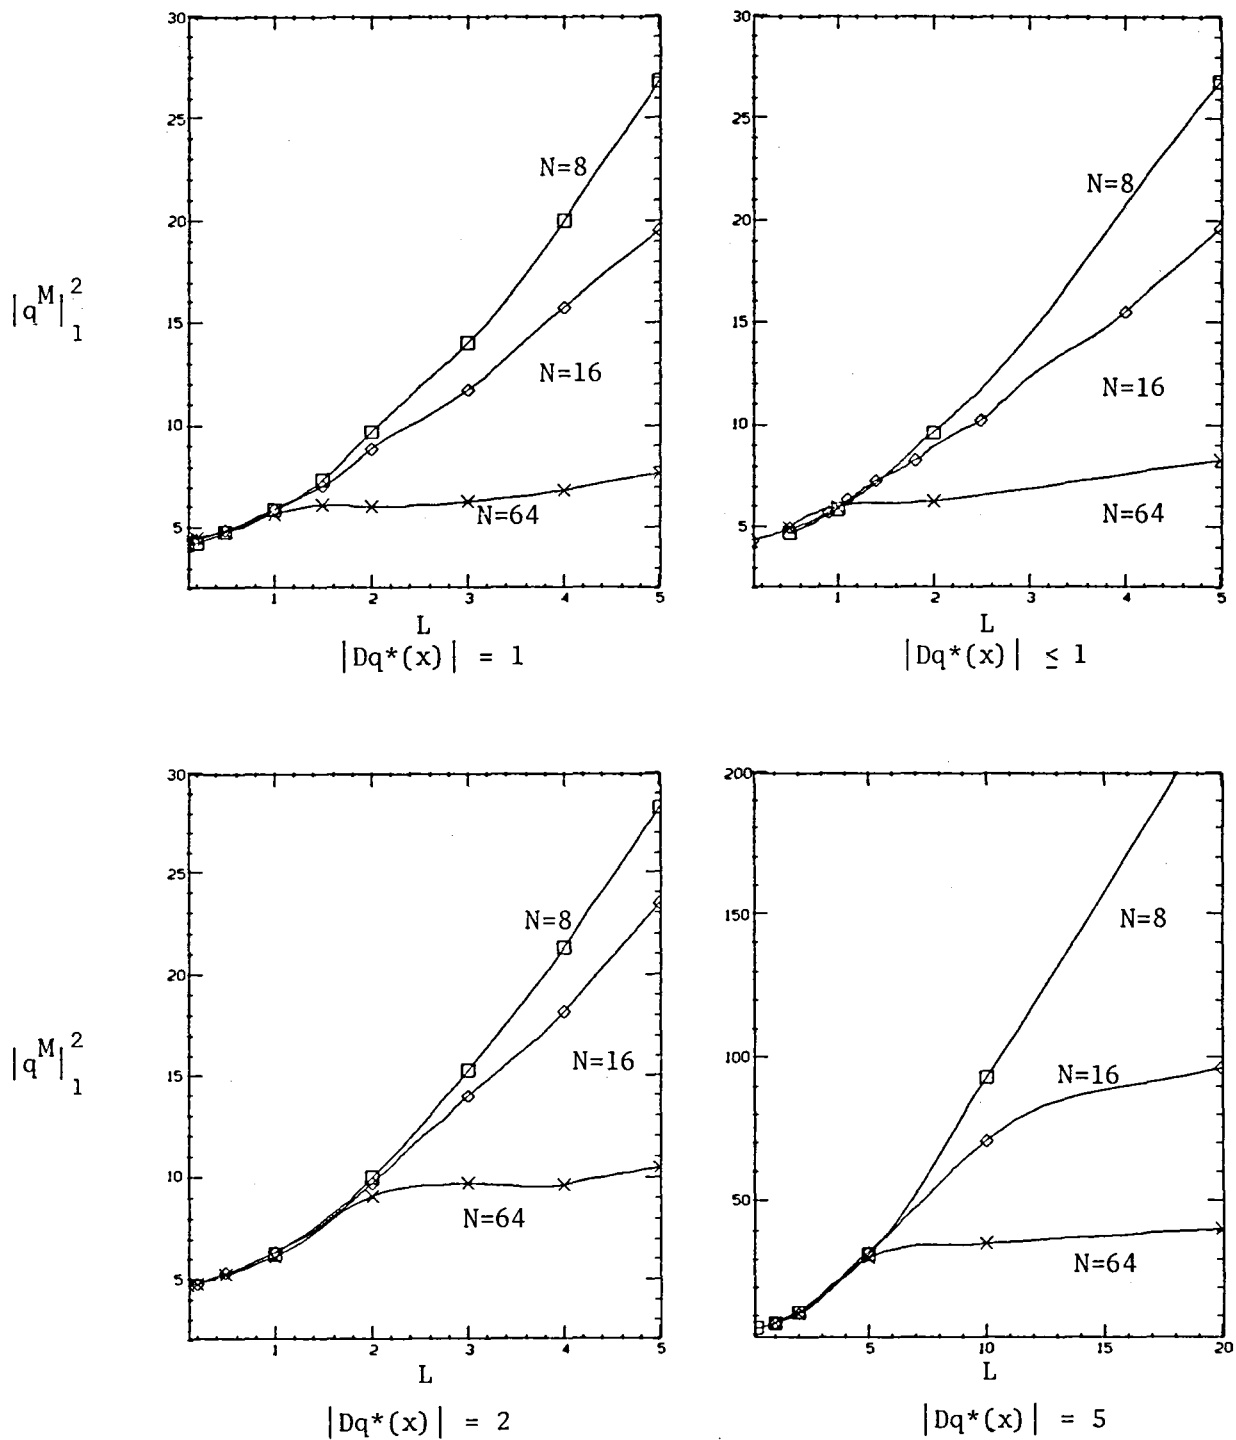 30
25
20
15
10
5
N=8
N=16
N=64
|q^M|_1^2
1 2 3 4 5
L
|Dq*(x)| = 1
30
25
20
15
10
5
N=8
N=16
N=64
1 2 3 4 5
L
|Dq*(x)| ≤ 1
30
25
20
15
10
5
N=8
N=16
N=64
|q^M|_1^2
1 2 3 4 5
L
|Dq*(x)| = 2
200
150
100
50
N=8
N=16
N=64
5 10 15 20
L
|Dq*(x)| = 5